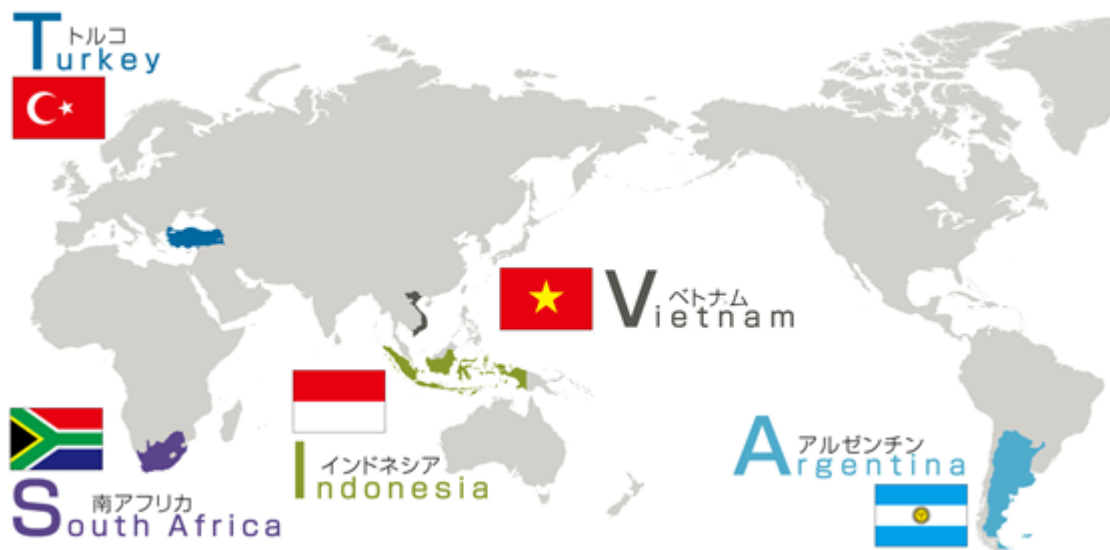 トルコ
Turkey
ベトナム
Vietnam
インドネシア
Indonesia
アルゼンチン
Argentina
南アフリカ
South Africa